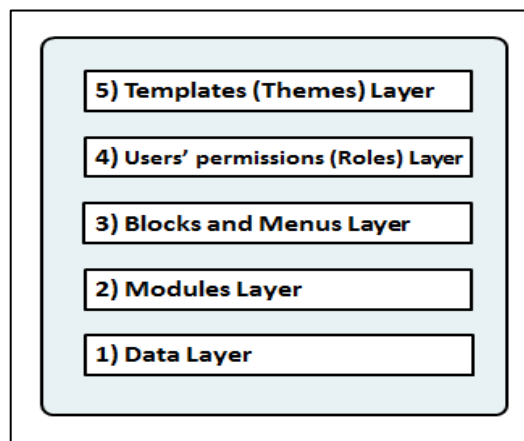 5) Templates (Themes) Layer
4) Users’ permissions (Roles) Layer
3) Blocks and Menus Layer
2) Modules Layer
1) Data Layer